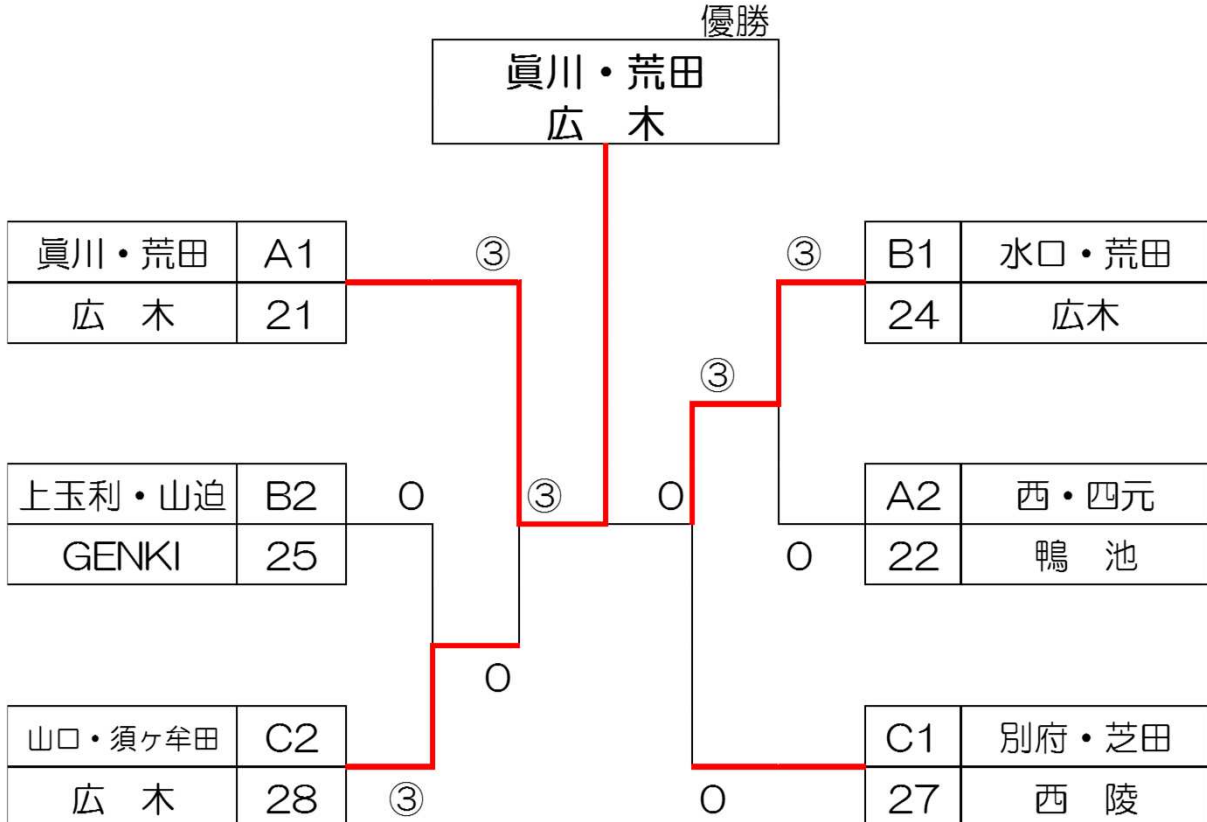 優勝
眞川・荒田
広 木
眞川・荒田 A1 ③ ③ B1 水口・荒田
広 木 21 24 広木
③
上玉利・山迫 B2 0 ③ 0 A2 西・四元
GENKI 25 0 22 鴨 池
0
山口・須ヶ牟田 C2 C1 別府・芝田
広 木 28 ③ 0 27 西 陵